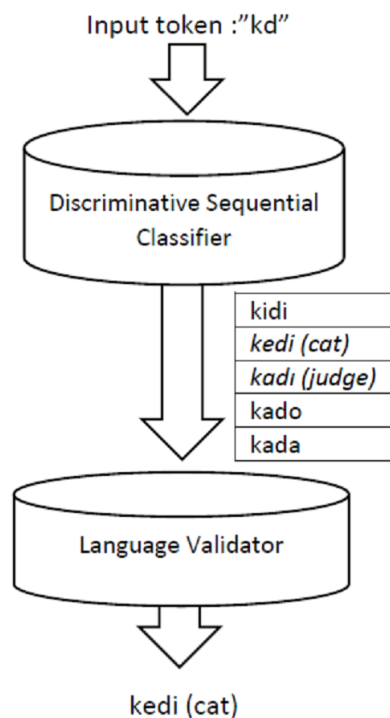 Input token :"kd"
Discriminative Sequential
Classifier
kidi
kedi (cat)
kadı (judge)
kado
kada
Language Validator
kedi (cat)